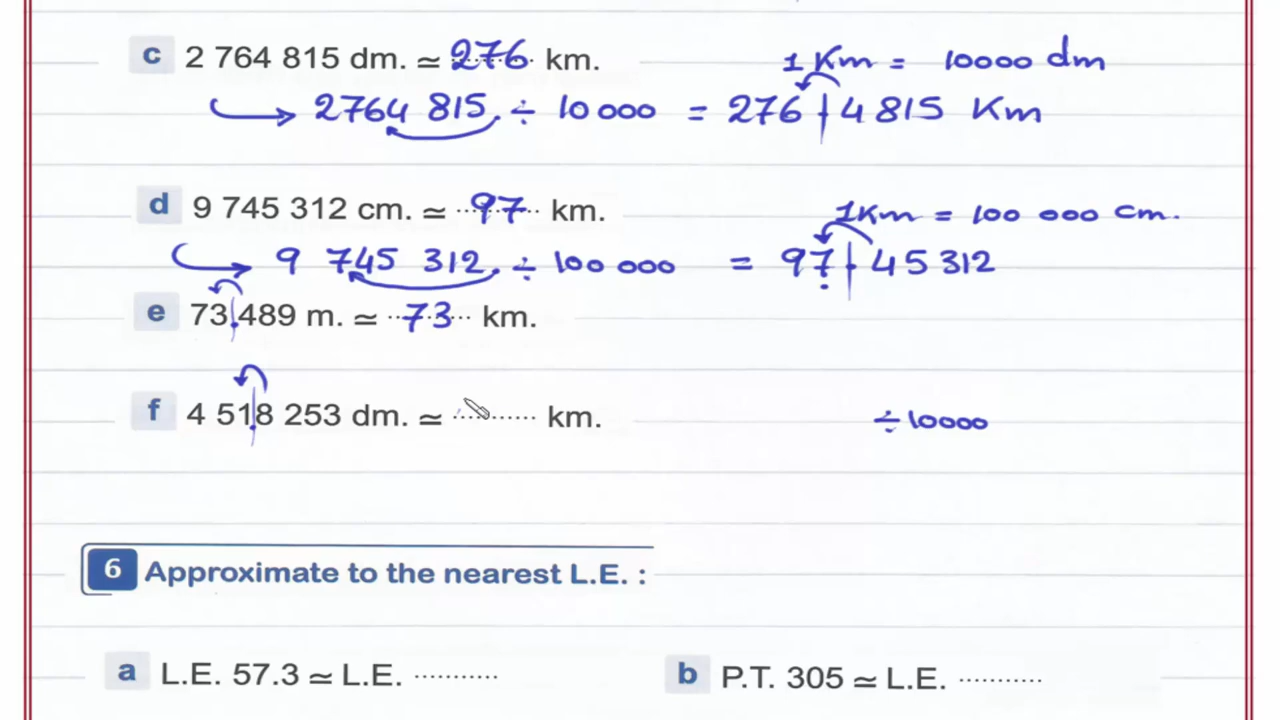 c 2 764 815 dm. ≃ 276 km. 1 Km = 10000 dm
2764 815. ÷ 10 000 = 276 | 4 815 Km
d 9 745 312 cm. ≃ ...97... km. 1Km = 100 000 cm.
9 745 312. ÷ 100 000 = 97 | 45 312
e 73.489 m. ≃ ...73... km.
f 4 51.8 253 dm. ≃ ........... km. ÷ 10000
6 Approximate to the nearest L.E. :
a L.E. 57.3 ≃ L.E. ...........
b P.T. 305 ≃ L.E. ...........